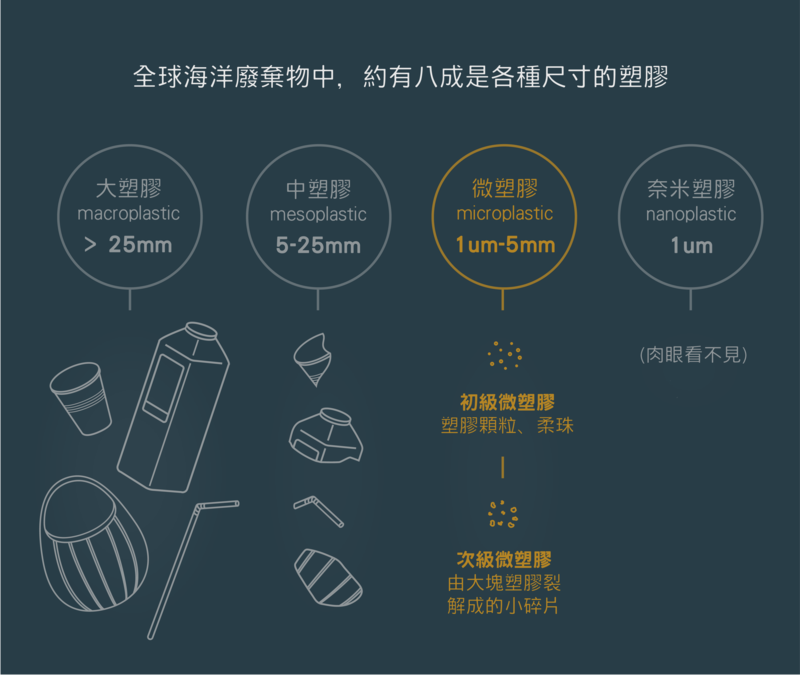 全球海洋廢棄物中，約有八成是各種尺寸的塑膠
大塑膠
macroplastic
> 25mm
中塑膠
mesoplastic
5-25mm
微塑膠
microplastic
1um-5mm
奈米塑膠
nanoplastic
1um
(肉眼看不見)
初級微塑膠
塑膠顆粒、柔珠
次級微塑膠
由大塊塑膠裂
解成的小碎片